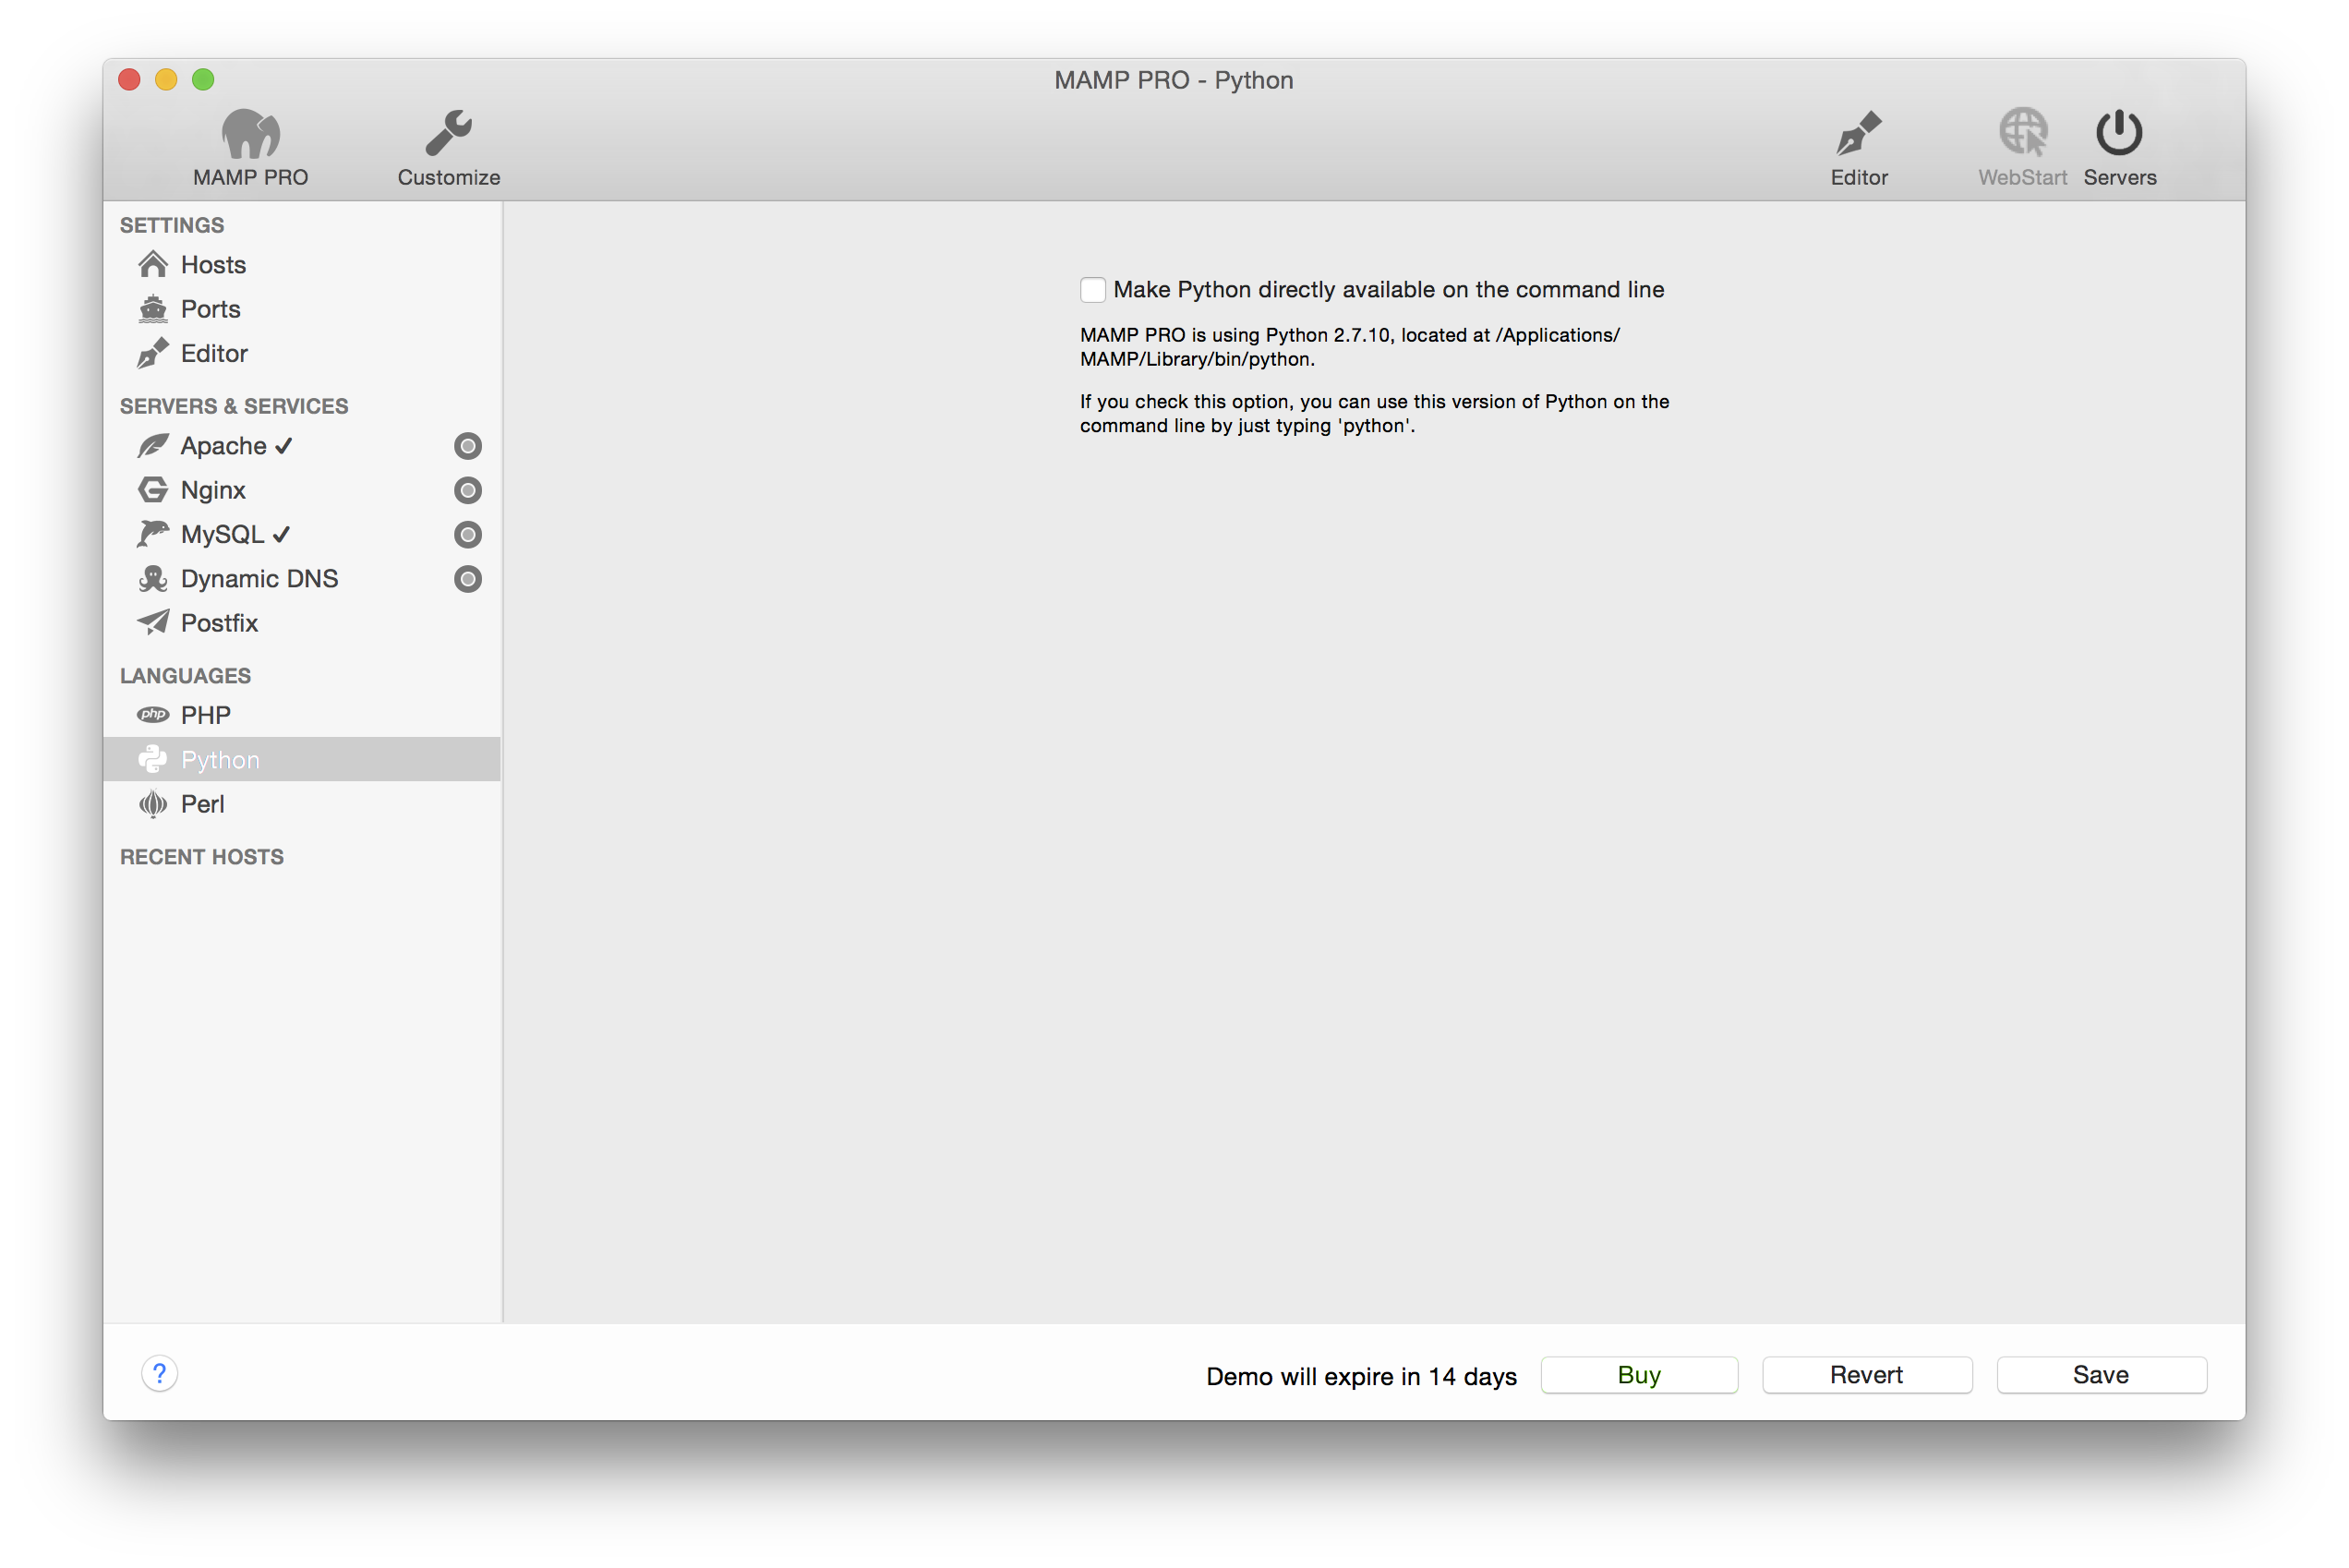 MAMP PRO - Python
MAMP PRO
Customize
Editor
WebStart
Servers
SETTINGS
Hosts
Ports
Editor
SERVERS & SERVICES
Apache ✓
Nginx
MySQL ✓
Dynamic DNS
Postfix
LANGUAGES
php PHP
Python
Perl
RECENT HOSTS
Make Python directly available on the command line
MAMP PRO is using Python 2.7.10, located at /Applications/
MAMP/Library/bin/python.
If you check this option, you can use this version of Python on the
command line by just typing 'python'.
?
Demo will expire in 14 days
Buy
Revert
Save